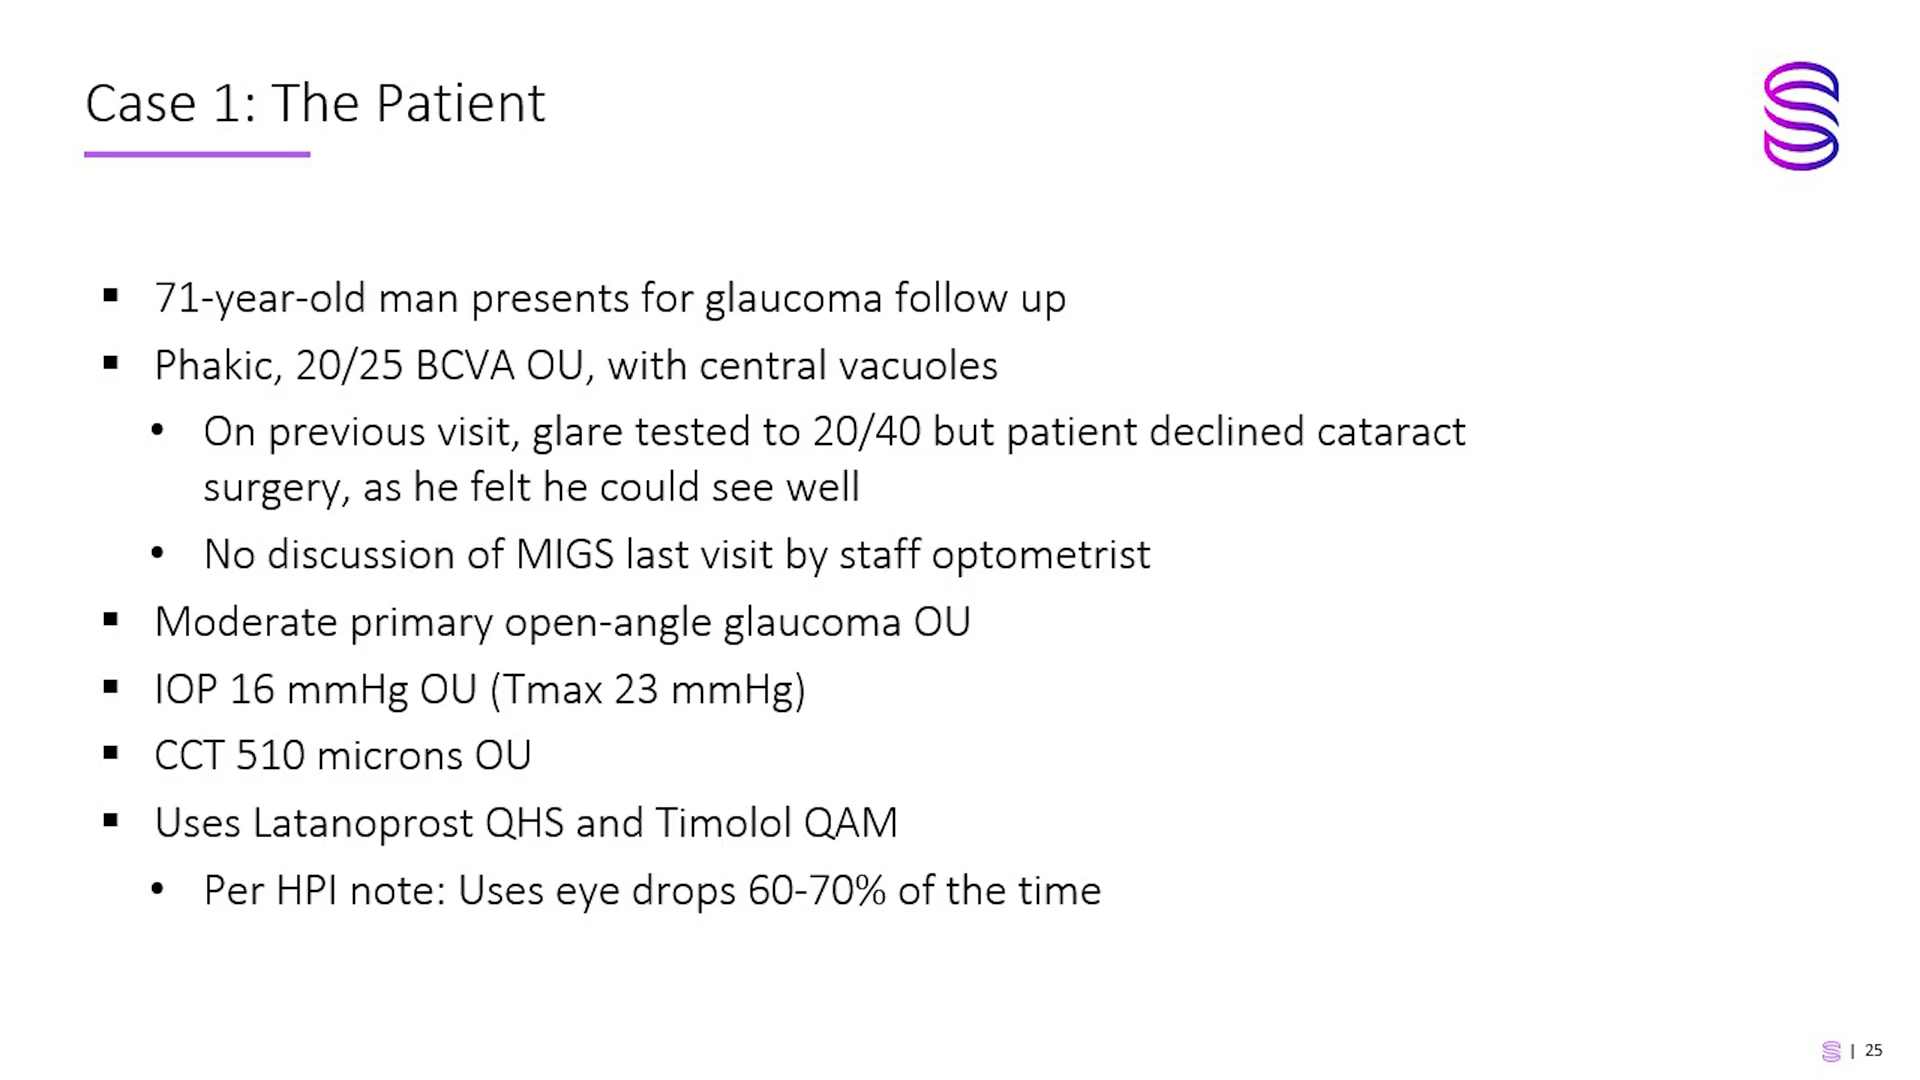 Case 1: The Patient
▪ 71-year-old man presents for glaucoma follow up
▪ Phakic, 20/25 BCVA OU, with central vacuoles
• On previous visit, glare tested to 20/40 but patient declined cataract
surgery, as he felt he could see well
• No discussion of MIGS last visit by staff optometrist
▪ Moderate primary open-angle glaucoma OU
▪ IOP 16 mmHg OU (Tmax 23 mmHg)
▪ CCT 510 microns OU
▪ Uses Latanoprost QHS and Timolol QAM
• Per HPI note: Uses eye drops 60-70% of the time
| 25